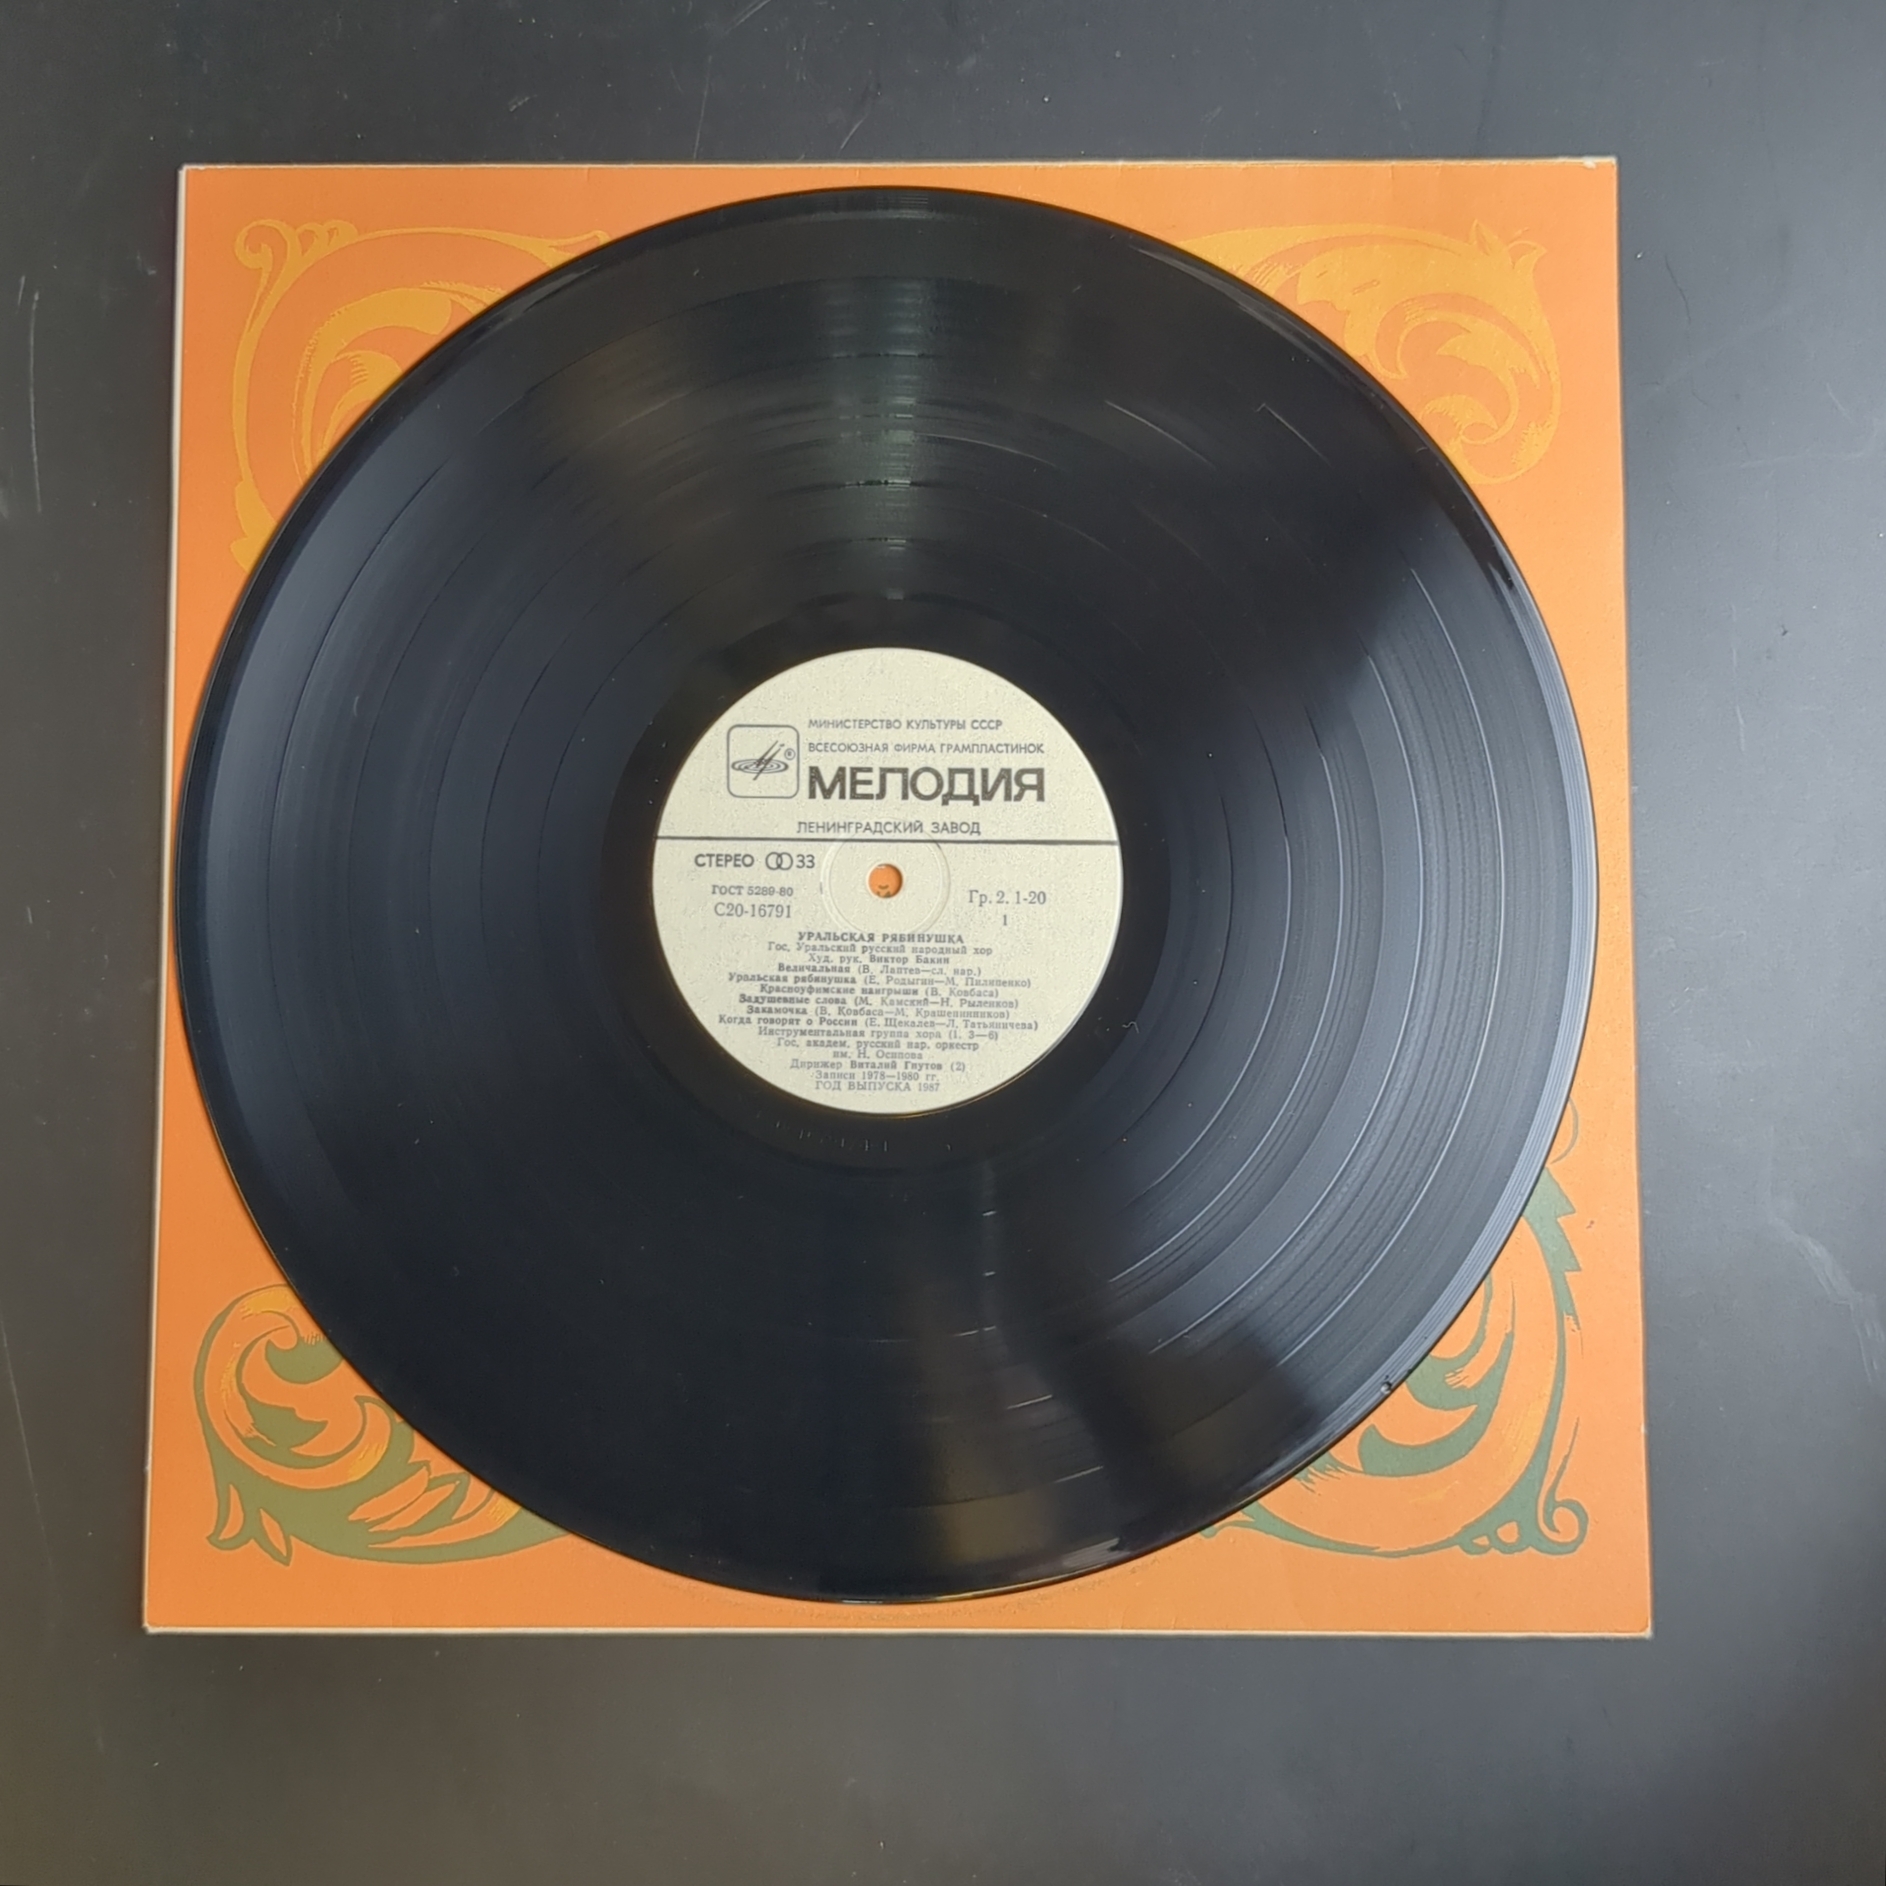 МИНИСТЕРСТВО КУЛЬТУРЫ СССР
ВСЕСОЮЗНАЯ ФИРМА ГРАМПЛАСТИНОК
МЕЛОДИЯ
ЛЕНИНГРАДСКИЙ ЗАВОД
СТЕРЕО 33
ГОСТ 5289-80
С20-16791
Гр. 2. 1-20
1
УРАЛЬСКАЯ РЯБИНУШКА
Гос. Уральский русский народный хор
Худ. рук. Виктор Бакин
Величальная (В. Лаптев—сл. нар.)
Уральская рябинушка (Е. Родыгин—М. Пилипенко)
Красноуфимские наигрыши (В. Ковбаса)
Задушевные слова (М. Камский—Н. Рыленков)
Закамочка (В. Ковбаса—М. Крашенинников)
Когда говорят о России (Е. Щекалев—Л. Татьяничева)
Инструментальная группа хора (1, 3—6)
Гос. академ. русский нар. оркестр
им. Н. Осипова
Дирижер Виталий Гнутов (2)
Записи 1978—1980 гг.
ГОД ВЫПУСКА 1987